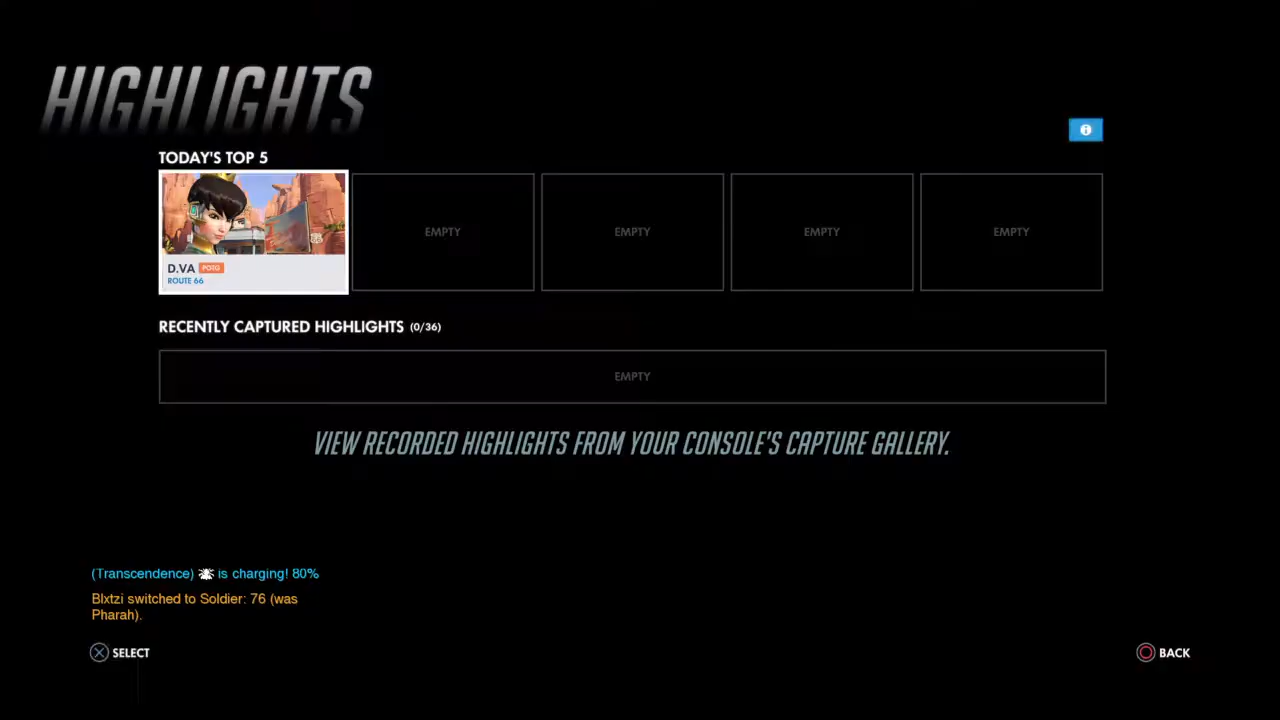 HIGHLIGHTS
TODAY'S TOP 5
D.VA POTG
ROUTE 66
EMPTY
EMPTY
EMPTY
EMPTY
RECENTLY CAPTURED HIGHLIGHTS (0/36)
EMPTY
VIEW RECORDED HIGHLIGHTS FROM YOUR CONSOLE'S CAPTURE GALLERY.
(Transcendence) is charging! 80%
Blxtzi switched to Soldier: 76 (was
Pharah).
SELECT
BACK